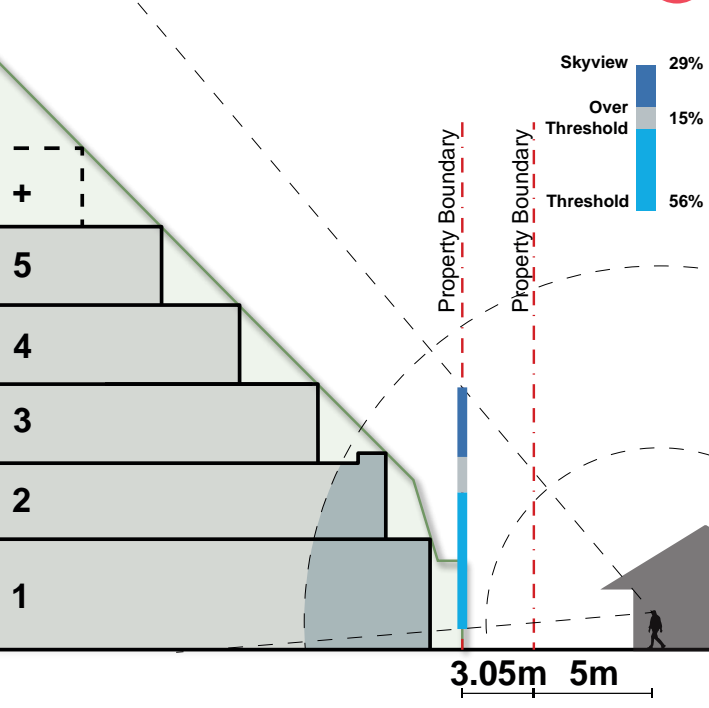 Skyview 29%
Over
Threshold 15%
Threshold 56%
Property Boundary
Property Boundary
+
5
4
3
2
1
3.05m 5m